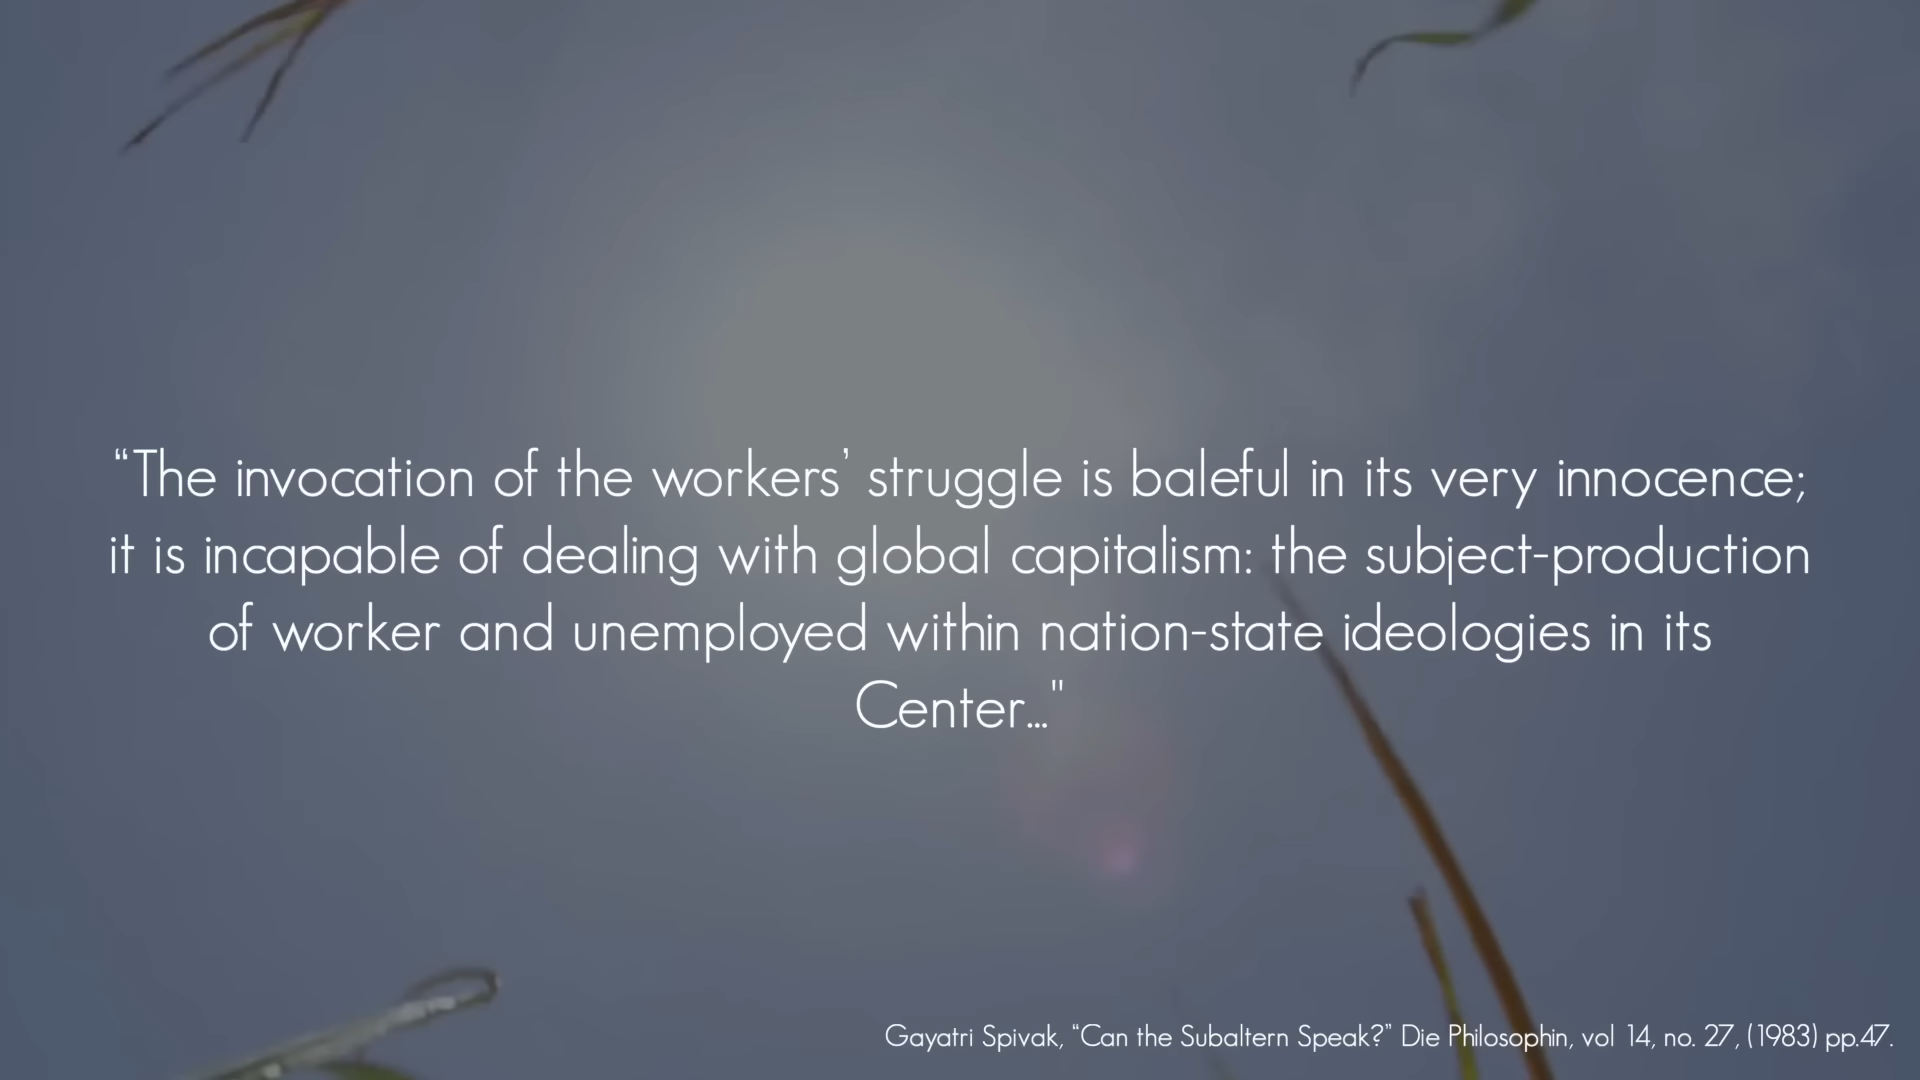 “The invocation of the workers’ struggle is baleful in its very innocence;
it is incapable of dealing with global capitalism: the subject-production
of worker and unemployed within nation-state ideologies in its
Center..."
Gayatri Spivak, “Can the Subaltern Speak?” Die Philosophin, vol 14, no. 27, (1983) pp.47.